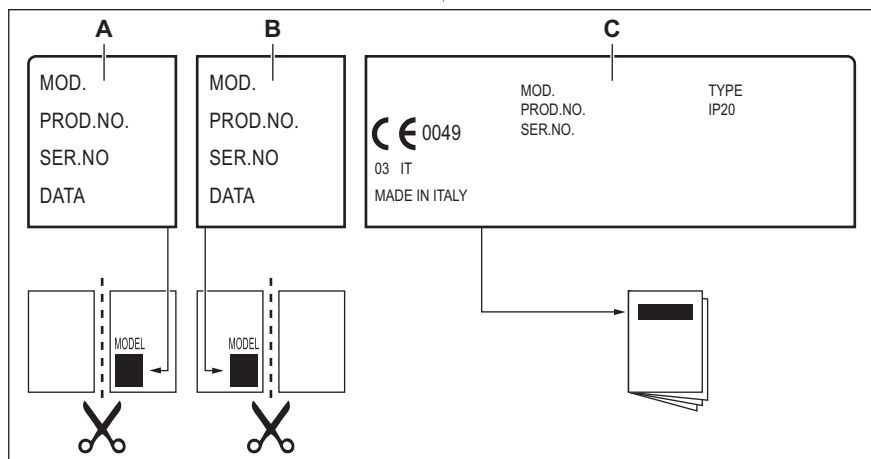 A
B
C
MOD.
PROD.NO.
SER.NO
DATA
MOD.
PROD.NO.
SER.NO
DATA
MOD.
PROD.NO.
SER.NO.
TYPE
IP20
CE 0049
03 IT
MADE IN ITALY
MODEL
MODEL